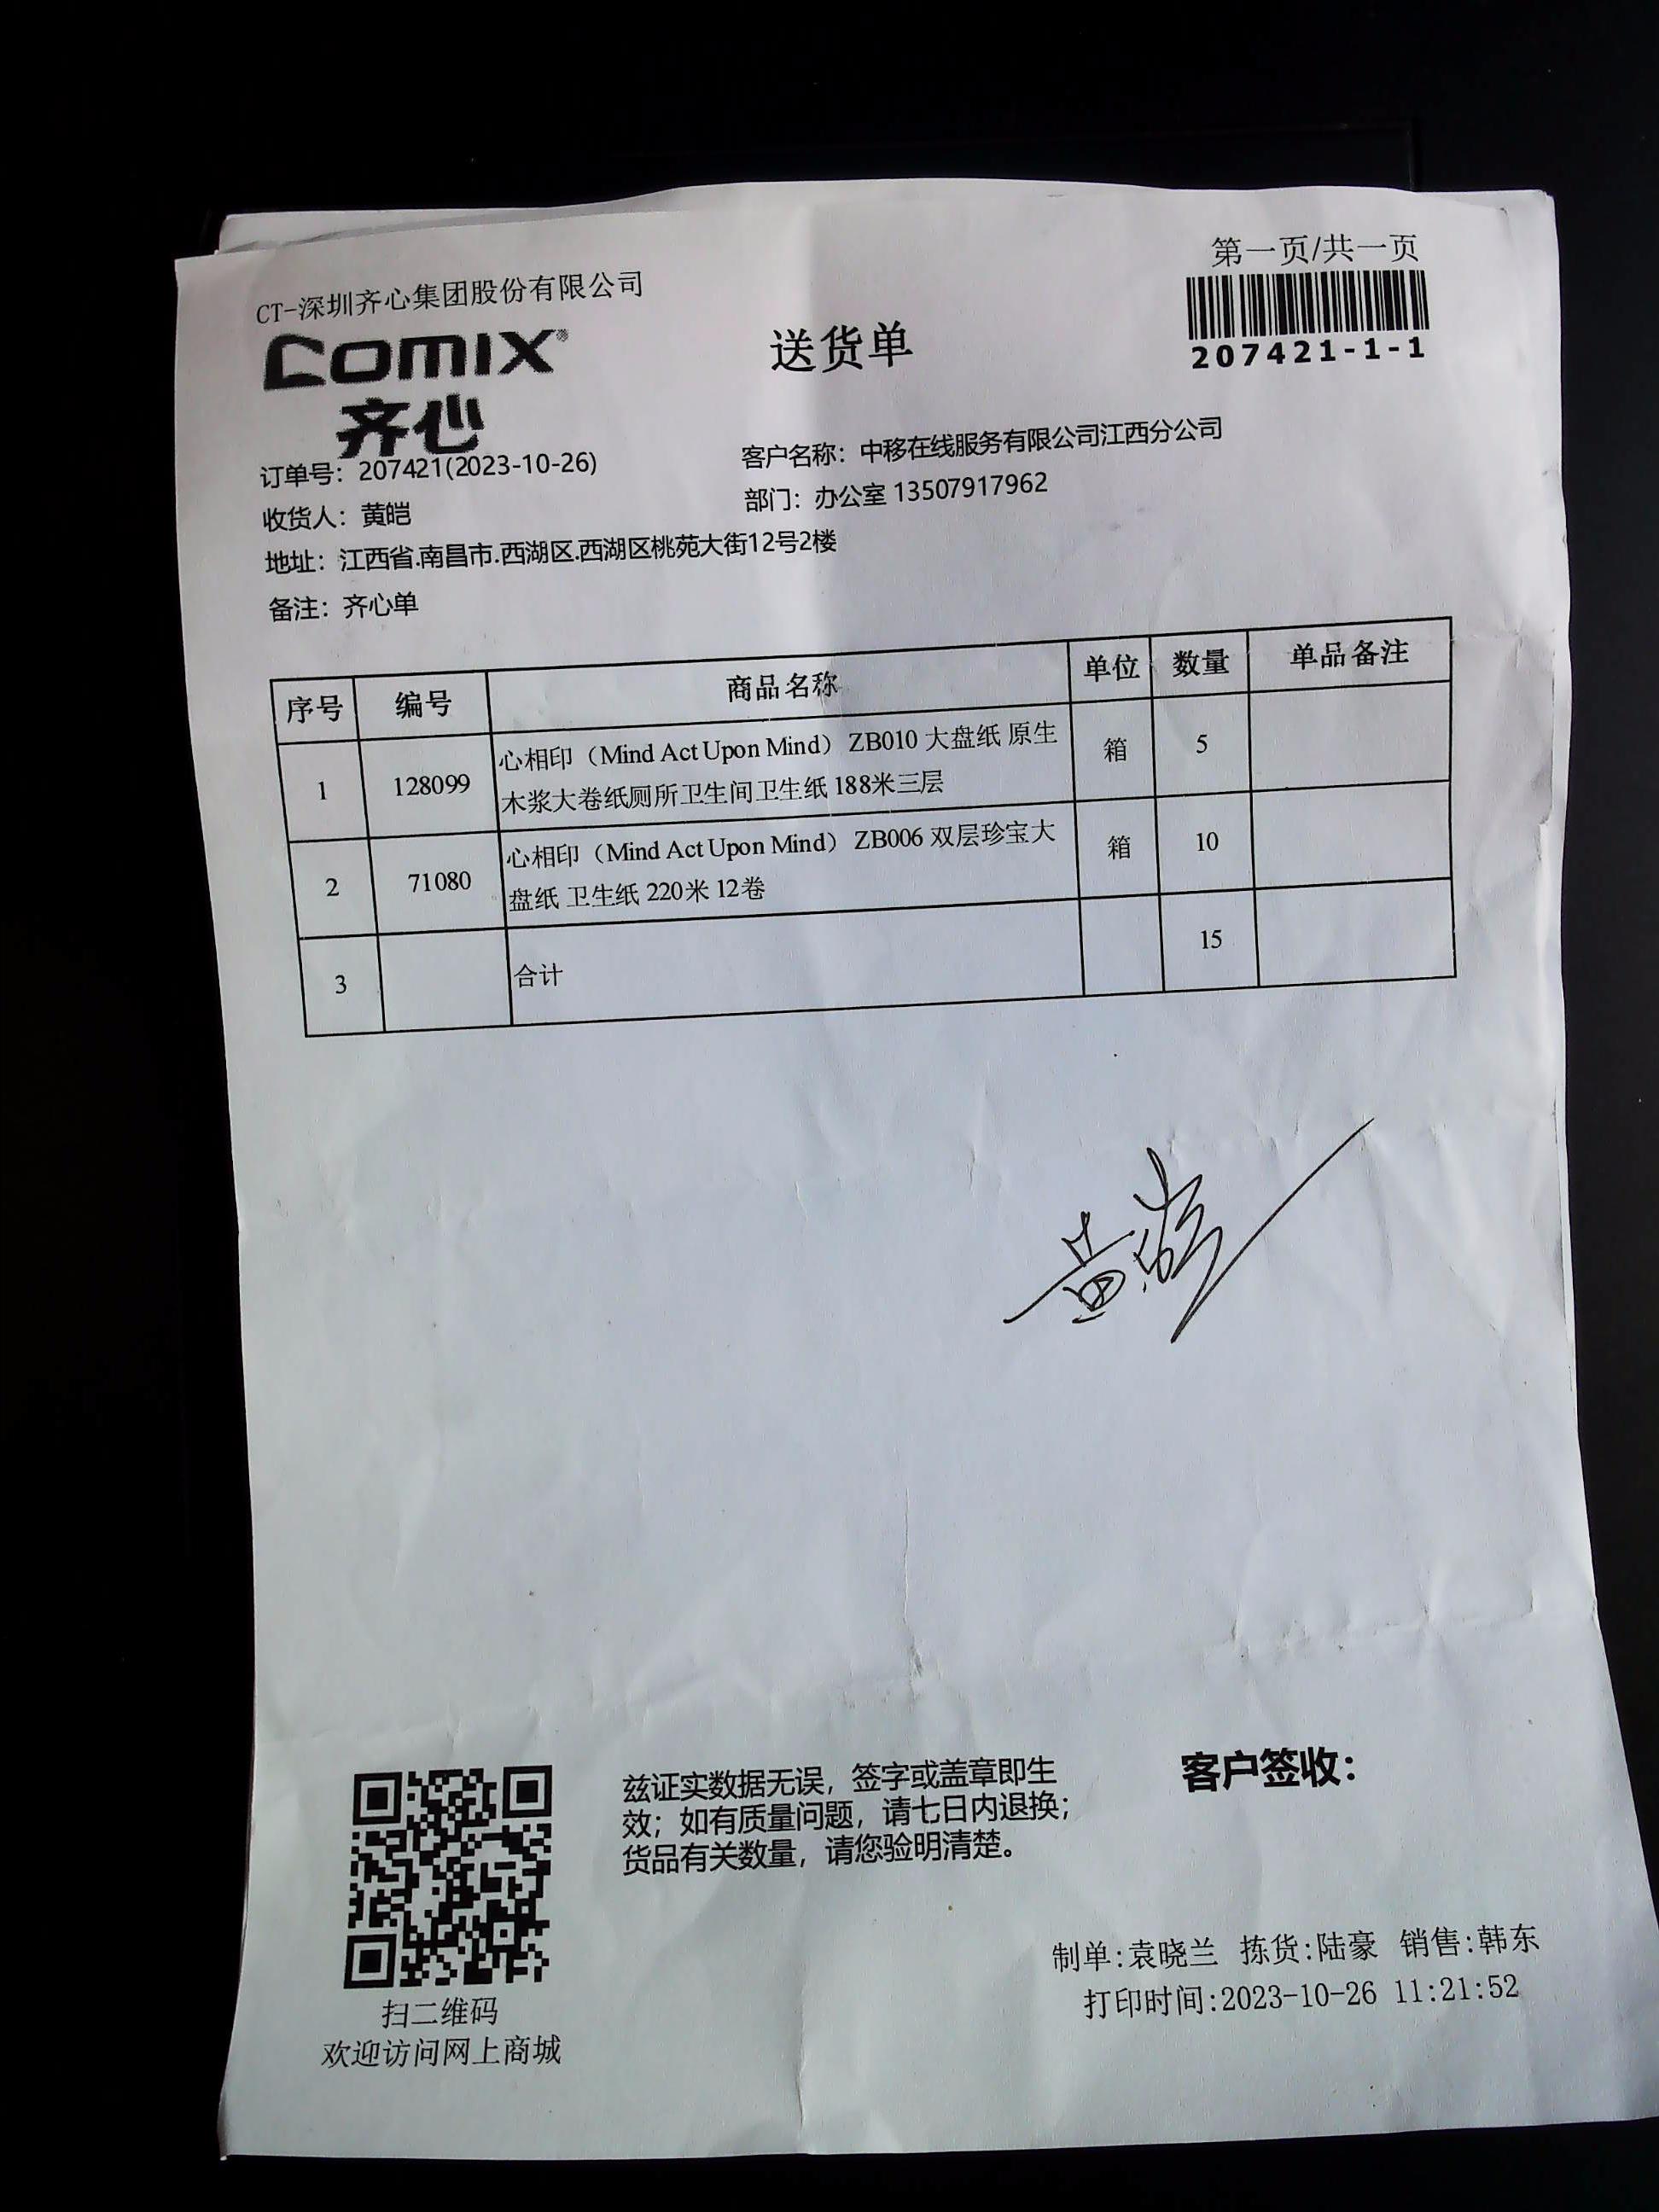 第一页/共一页
CT-深圳齐心集团股份有限公司
comix®
齐心
送货单
207421-1-1
订单号：207421(2023-10-26)
客户名称：中移在线服务有限公司江西分公司
收货人：黄皑
部门：办公室 13507917962
地址：江西省.南昌市.西湖区.西湖区桃苑大街12号2楼
备注：齐心单
序号 编号 商品名称 单位 数量 单品备注
1 128099 心相印（Mind Act Upon Mind）ZB010 大盘纸 原生 箱 5
木浆大卷纸厕所卫生间卫生纸 188米三层
2 71080 心相印（Mind Act Upon Mind）ZB006 双层珍宝大 箱 10
盘纸 卫生纸 220米 12卷
3 合计 15
黄皑
兹证实数据无误，签字或盖章即生
效；如有质量问题，请七日内退换；
货品有关数量，请您验明清楚。
客户签收：
扫二维码
欢迎访问网上商城
制单:袁晓兰 拣货:陆豪 销售:韩东
打印时间:2023-10-26 11:21:52